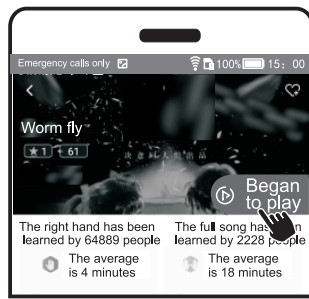 Emergency calls only 100% 15: 00
Worm fly
★1 61
Began
to play
The right hand has been
learned by 64889 people
The full song has been
learned by 2228 people
The average
is 4 minutes
The average
is 18 minutes